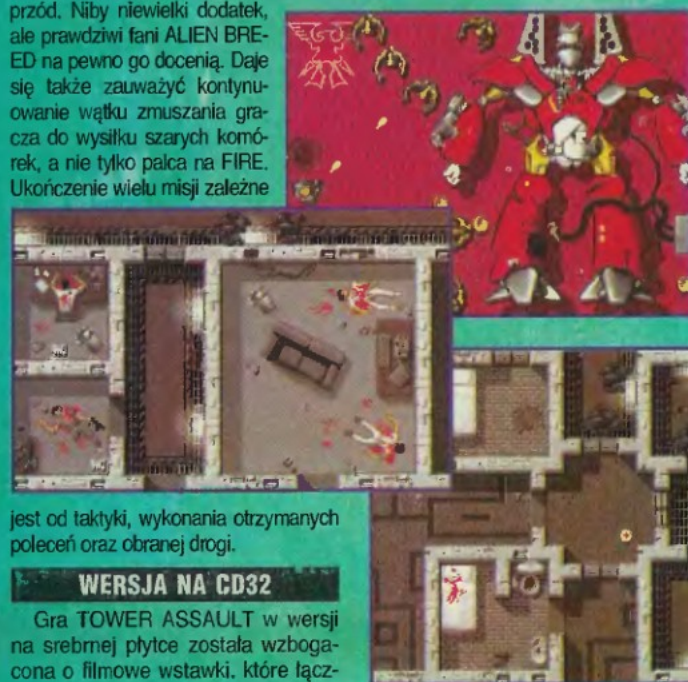 przód. Niby niewielki dodatek,
ale prawdziwi fani ALIEN BRE-
ED na pewno go docenią. Daje
się także zauważyć kontynu-
owanie wątku zmuszania gra-
cza do wysiłku szarych komó-
rek, a nie tylko palca na FIRE.
Ukończenie wielu misji zależne
jest od taktyki, wykonania otrzymanych
poleceń oraz obranej drogi.
WERSJA NA CD32
Gra TOWER ASSAULT w wersji
na srebrnej płytce została wzboga-
cona o filmowe wstawki, które łącz-